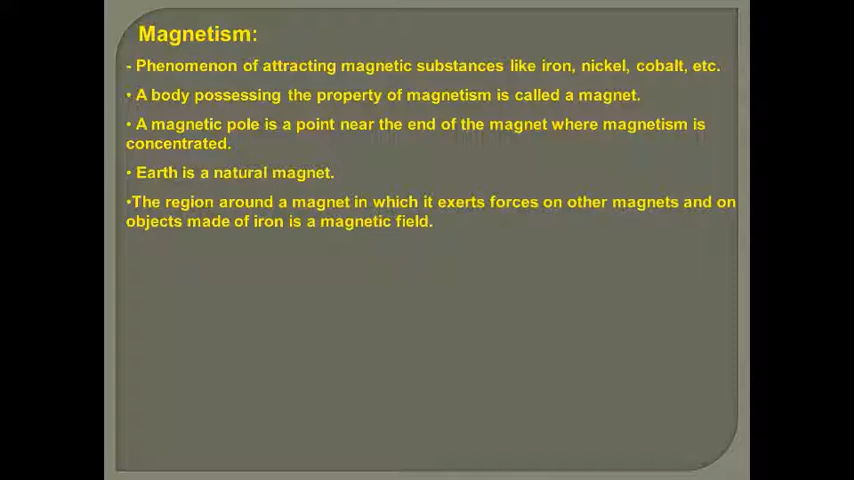 Magnetism:
- Phenomenon of attracting magnetic substances like iron, nickel, cobalt, etc.
• A body possessing the property of magnetism is called a magnet.
• A magnetic pole is a point near the end of the magnet where magnetism is
concentrated.
• Earth is a natural magnet.
•The region around a magnet in which it exerts forces on other magnets and on
objects made of iron is a magnetic field.